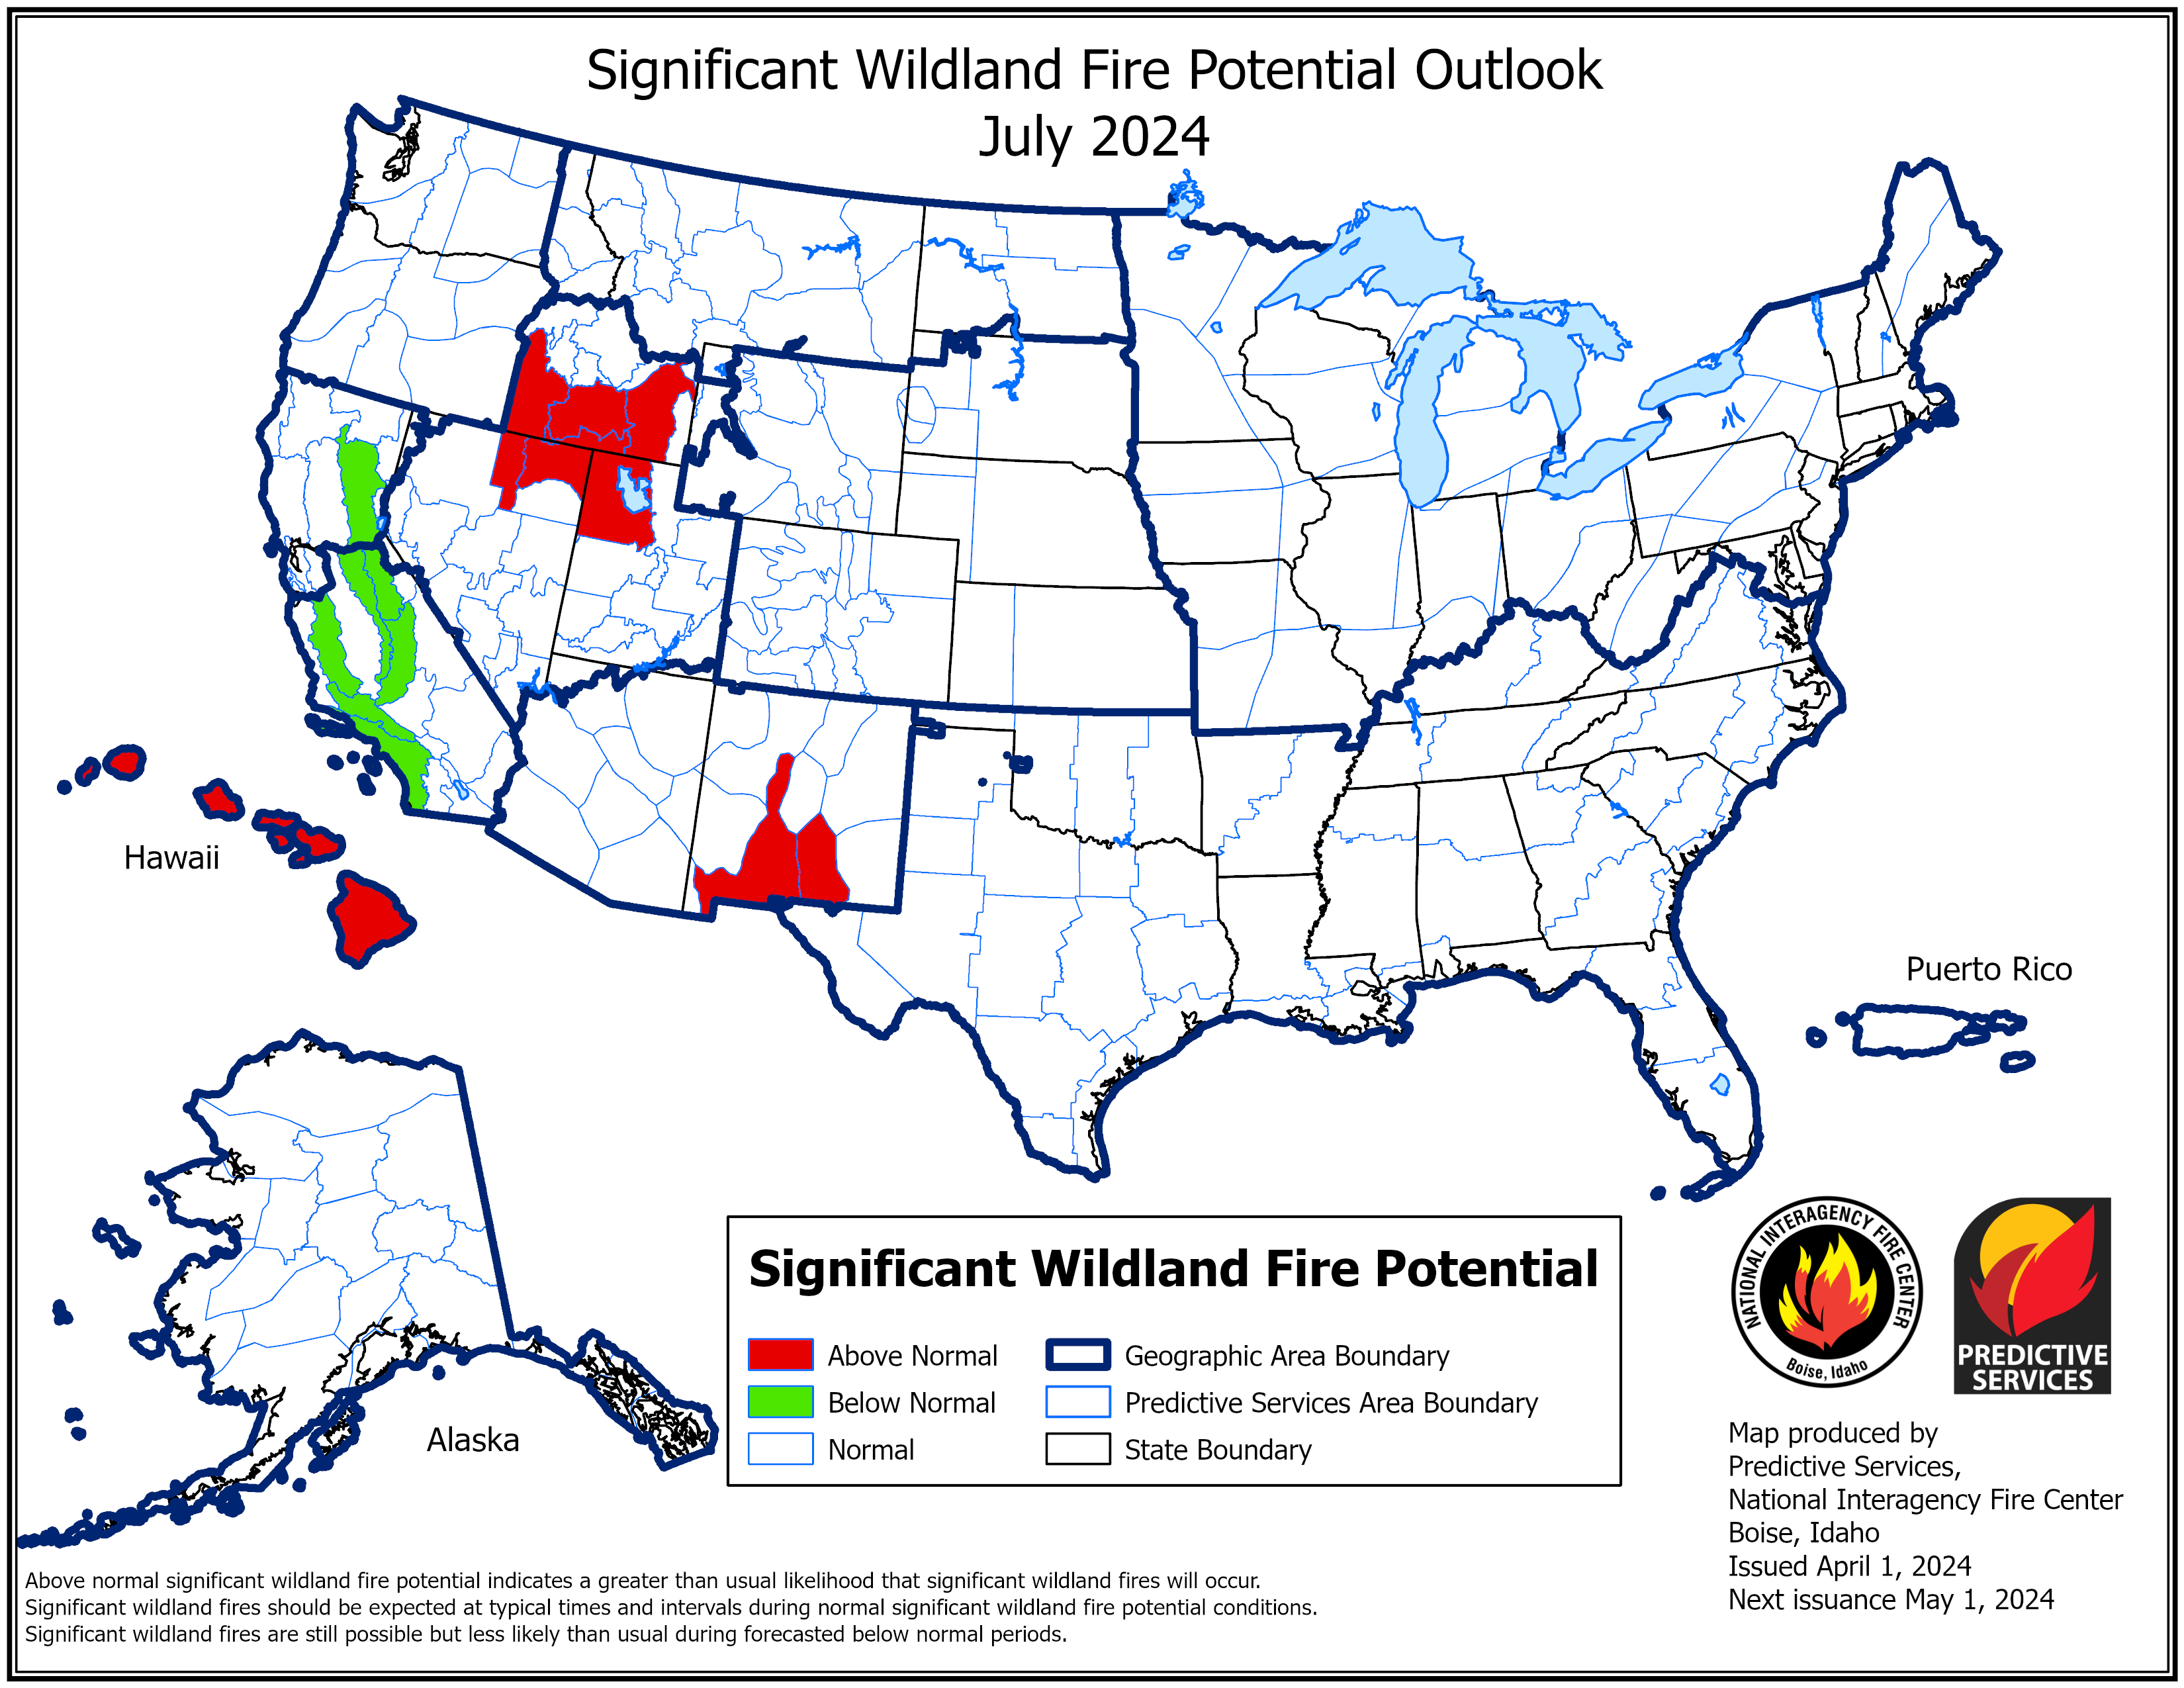 Significant Wildland Fire Potential Outlook
July 2024
Hawaii
Puerto Rico
Alaska
Significant Wildland Fire Potential
Above Normal
Below Normal
Normal
Geographic Area Boundary
Predictive Services Area Boundary
State Boundary
NATIONAL INTERAGENCY FIRE CENTER
Boise, Idaho
PREDICTIVE
SERVICES
Map produced by
Predictive Services,
National Interagency Fire Center
Boise, Idaho
Issued April 1, 2024
Next issuance May 1, 2024
Above normal significant wildland fire potential indicates a greater than usual likelihood that significant wildland fires will occur.
Significant wildland fires should be expected at typical times and intervals during normal significant wildland fire potential conditions.
Significant wildland fires are still possible but less likely than usual during forecasted below normal periods.